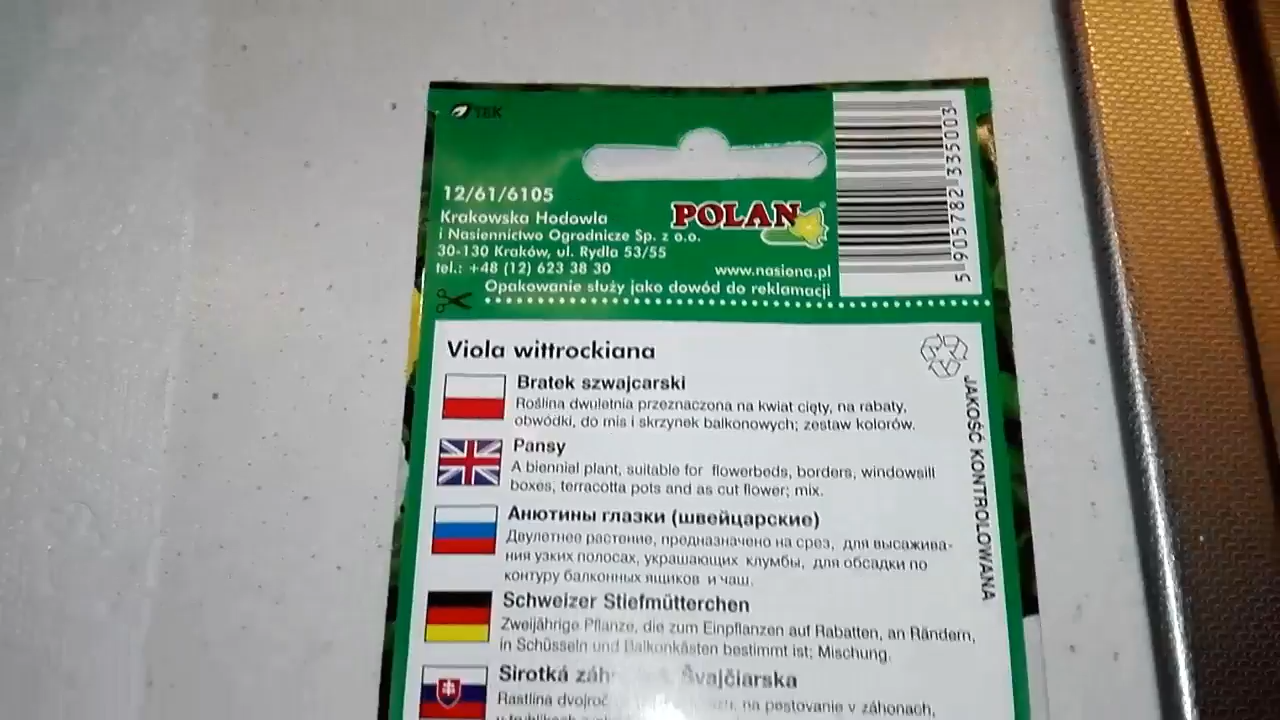 TBK
12/61/6105
Krakowska Hodowla
i Nasiennictwo Ogrodnicze Sp. z o.o.
30-130 Kraków, ul. Rydla 53/55
tel.: +48 (12) 623 38 30
POLAN
www.nasiona.pl
Opakowanie służy jako dowód do reklamacji
5 905782 335003
Viola wittrockiana
Bratek szwajcarski
Roślina dwuletnia przeznaczona na kwiat cięty, na rabaty,
obwódki, do mis i skrzynek balkonowych; zestaw kolorów.
Pansy
A biennial plant, suitable for flowerbeds, borders, windowsill
boxes, terracotta pots and as cut flower; mix.
Анютины глазки (швейцарские)
Двулетнее растение, предназначено на срез, для высажива-
ния узких полосах, украшающих клумбы, для обсадки по
контуру балконных ящиков и чаш.
Schweizer Stiefmütterchen
Zweijährige Pflanze, die zum Einpflanzen auf Rabatten, an Rändern,
in Schüsseln und Balkonkästen bestimmt ist; Mischung.
Sirotká Švajčiarska
Rastlina na pestovanie v záhonoch,
JAKOŚĆ KONTROLOWANA